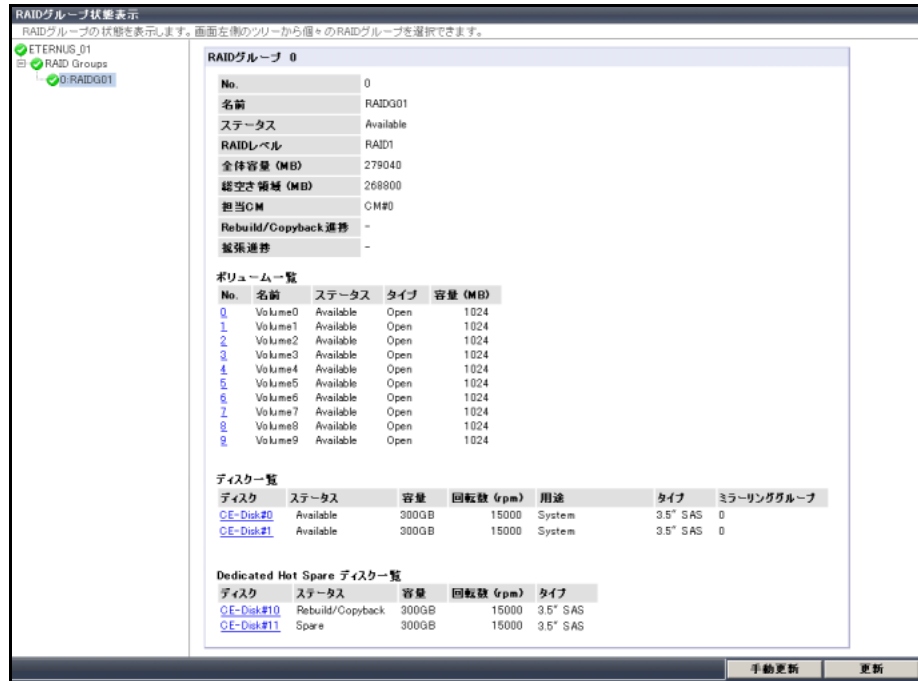 RAIDグループ状態表示
RAIDグループの状態を表示します。画面左側のツリーから個々のRAIDグループを選択できます。
ETERNUS_01
RAID Groups
0:RAIDG01
RAIDグループ 0
No. 0
名前 RAIDG01
ステータス Available
RAIDレベル RAID1
全体容量 (MB) 279040
総空き領域 (MB) 268800
担当CM CM#0
Rebuild/Copyback進捗 -
拡張進捗 -
ボリューム一覧
No. 名前 ステータス タイプ 容量 (MB)
0 Volume0 Available Open 1024
1 Volume1 Available Open 1024
2 Volume2 Available Open 1024
3 Volume3 Available Open 1024
4 Volume4 Available Open 1024
5 Volume5 Available Open 1024
6 Volume6 Available Open 1024
7 Volume7 Available Open 1024
8 Volume8 Available Open 1024
9 Volume9 Available Open 1024
ディスク一覧
ディスク ステータス 容量 回転数 (rpm) 用途 タイプ ミラーリンググループ
CE-Disk#0 Available 300GB 15000 System 3.5" SAS 0
CE-Disk#1 Available 300GB 15000 System 3.5" SAS 0
Dedicated Hot Spare ディスク一覧
ディスク ステータス 容量 回転数 (rpm) タイプ
CE-Disk#10 Rebuild/Copyback 300GB 15000 3.5" SAS
CE-Disk#11 Spare 300GB 15000 3.5" SAS
手動更新 更新